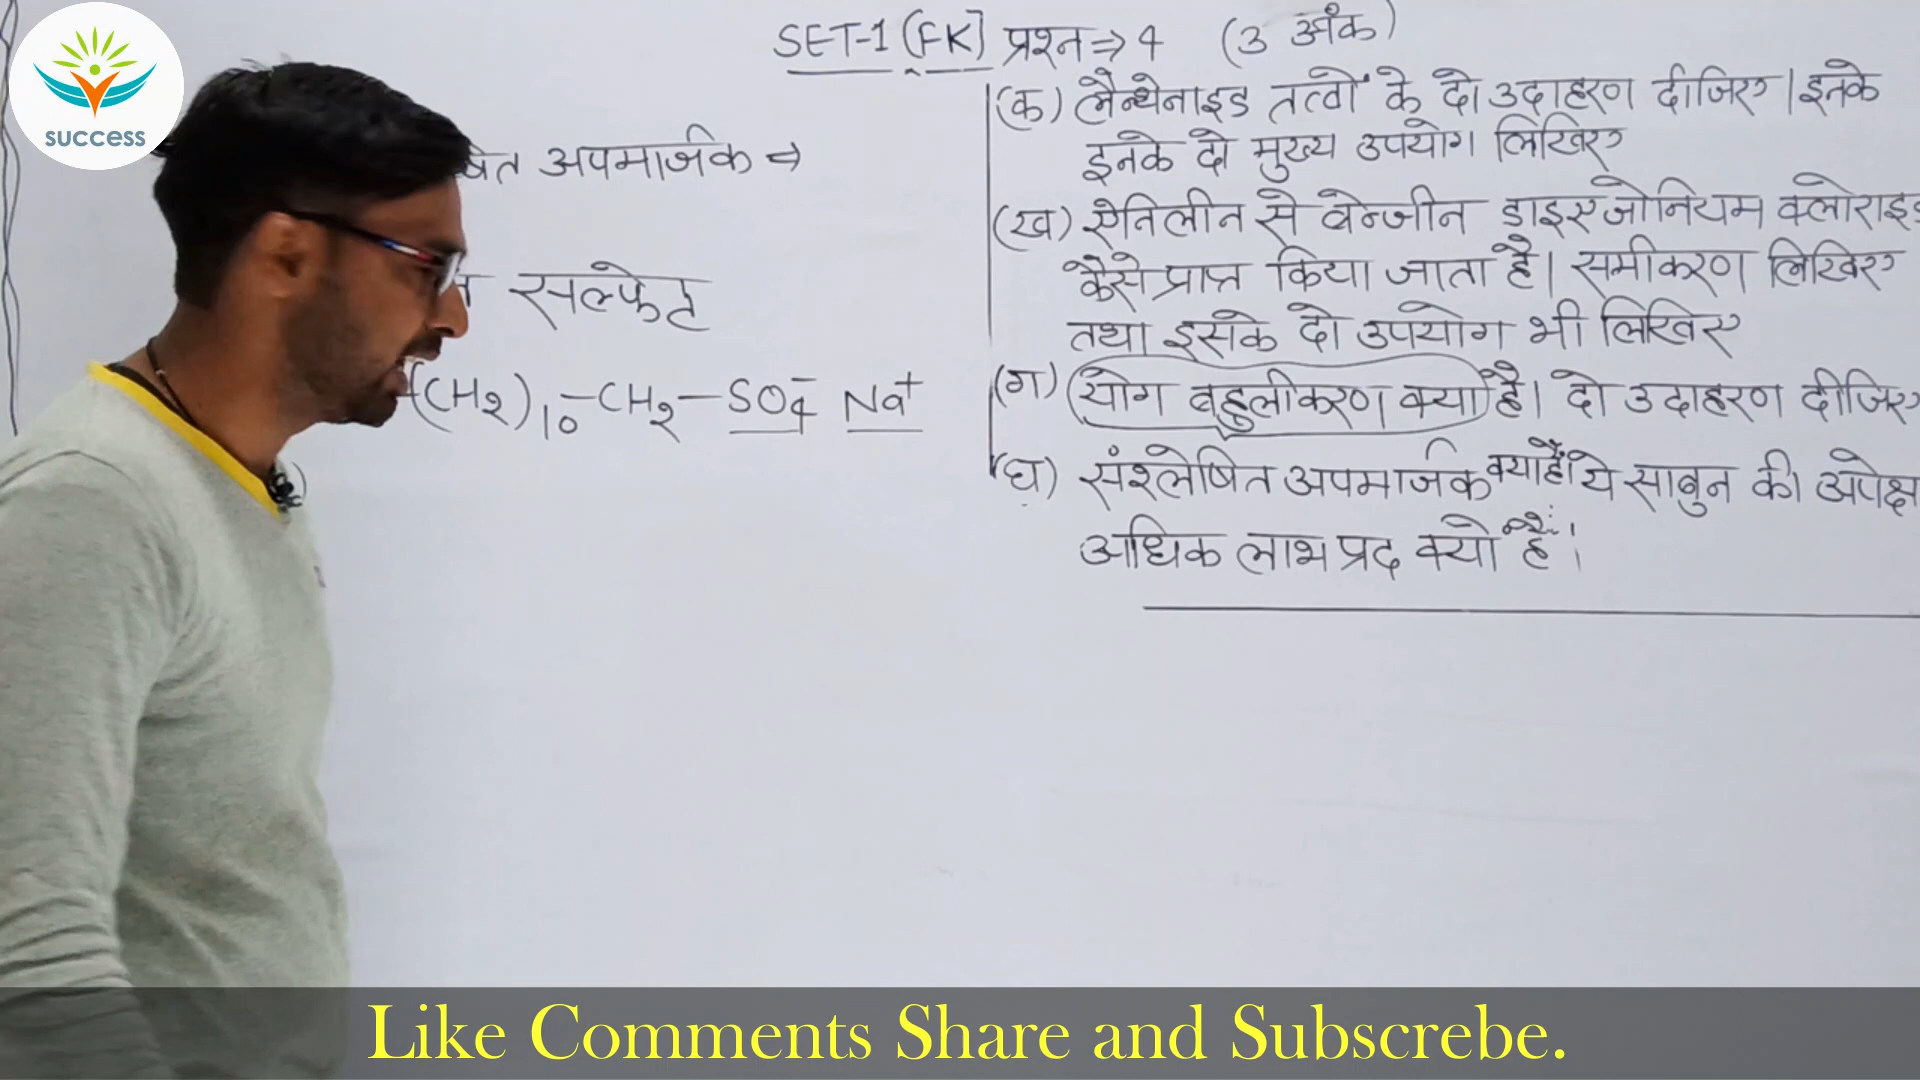 success
SET-1 (FK) प्रश्न⇒ 4 (3 अंक)
अपमार्जक ⇒
सल्फेट
(CH2)10-CH2-SO4⁻ Na⁺
(क) लैन्थेनाइड तत्वों के दो उदाहरण दीजिए। इनके
इनके दो मुख्य उपयोग लिखिए
(ख) ऐनिलीन से बेन्जीन डाइएजोनियम क्लोराइड
कैसे प्राप्त किया जाता है। समीकरण लिखिए
तथा इसके दो उपयोग भी लिखिए
(ग) योग बहुलीकरण क्या है। दो उदाहरण दीजिए
(घ) संश्लेषित अपमार्जक क्या हैं। ये साबुन की अपेक्ष
अधिक लाभप्रद क्यों हैं।
Like Comments Share and Subscrebe.